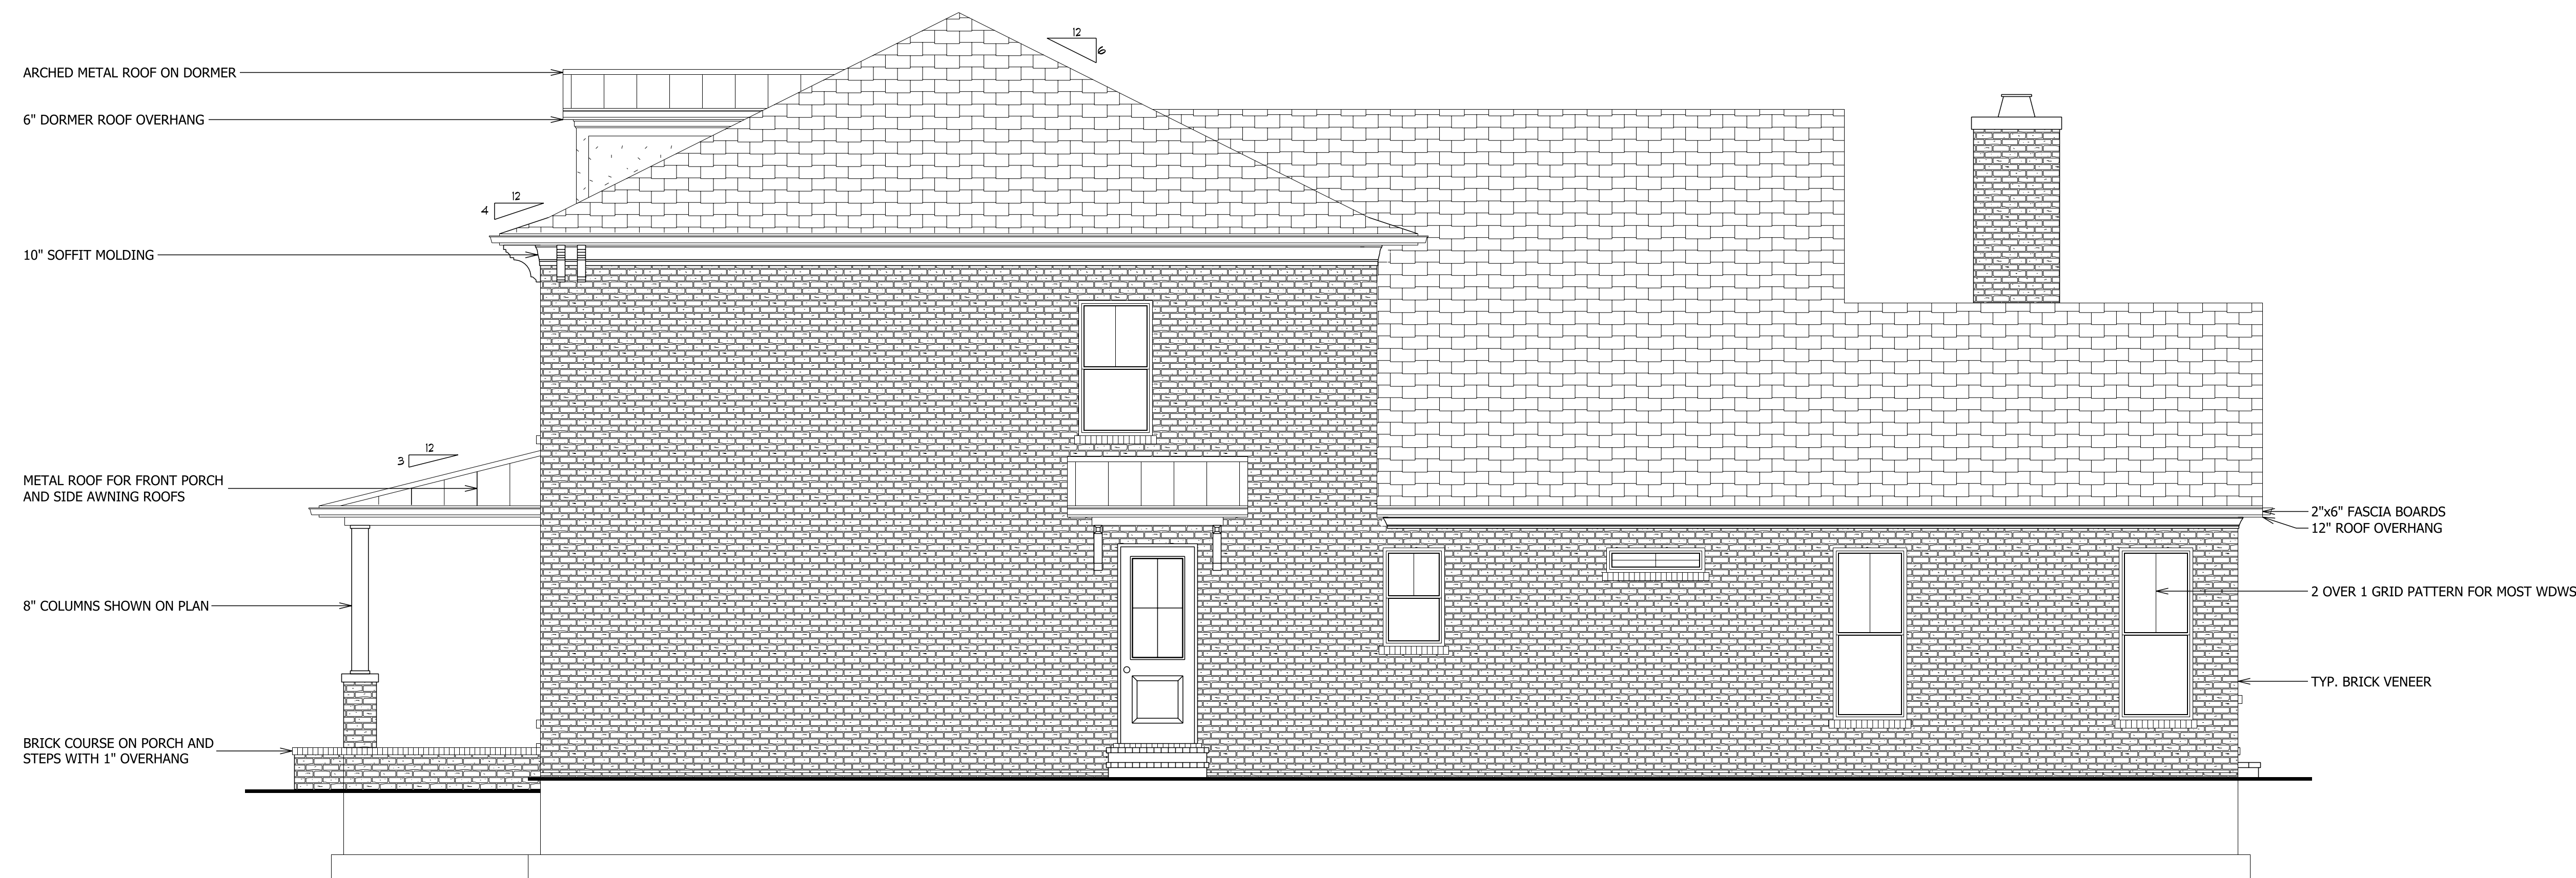 12
6
ARCHED METAL ROOF ON DORMER
6" DORMER ROOF OVERHANG
12
4
10" SOFFIT MOLDING
12
3
METAL ROOF FOR FRONT PORCH
AND SIDE AWNING ROOFS
2"x6" FASCIA BOARDS
12" ROOF OVERHANG
2 OVER 1 GRID PATTERN FOR MOST WDWS
8" COLUMNS SHOWN ON PLAN
TYP. BRICK VENEER
BRICK COURSE ON PORCH AND
STEPS WITH 1" OVERHANG